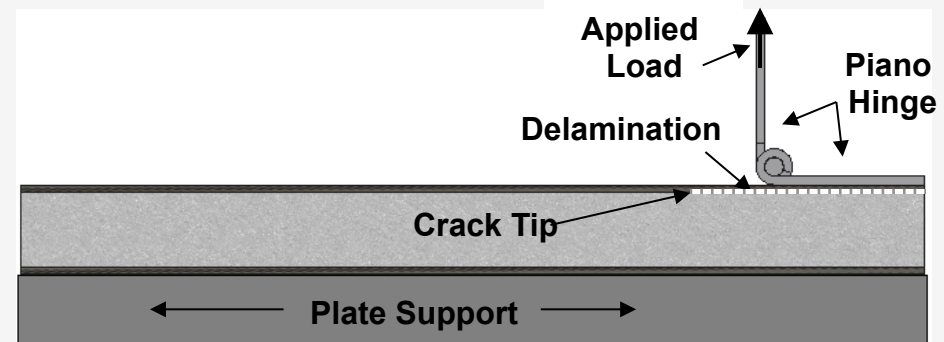 Applied
Load
Piano
Hinge
Delamination
Crack Tip
Plate Support